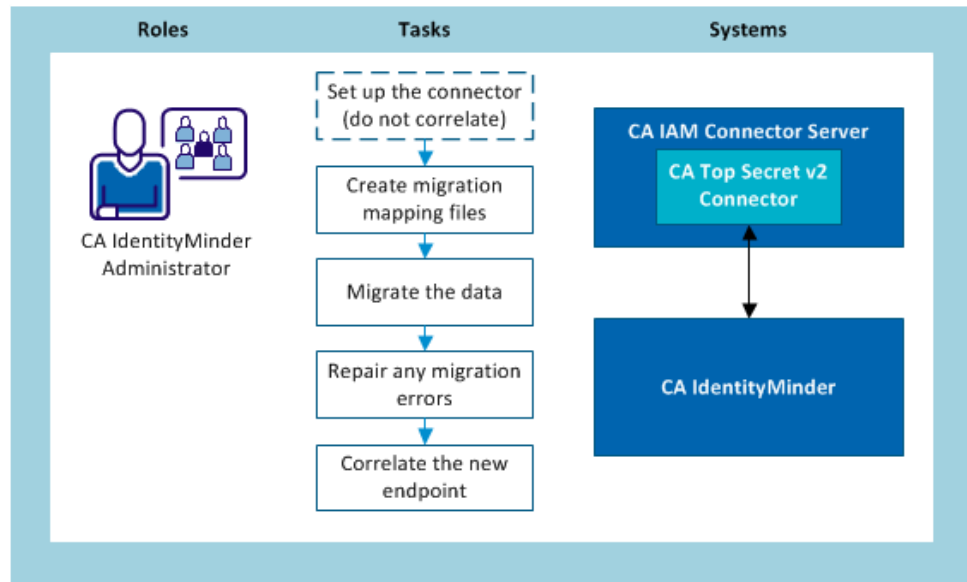 Roles
Tasks
Systems
CA IdentityMinder
Administrator
Set up the connector
(do not correlate)
Create migration
mapping files
Migrate the data
Repair any migration
errors
Correlate the new
endpoint
CA IAM Connector Server
CA Top Secret v2
Connector
CA IdentityMinder